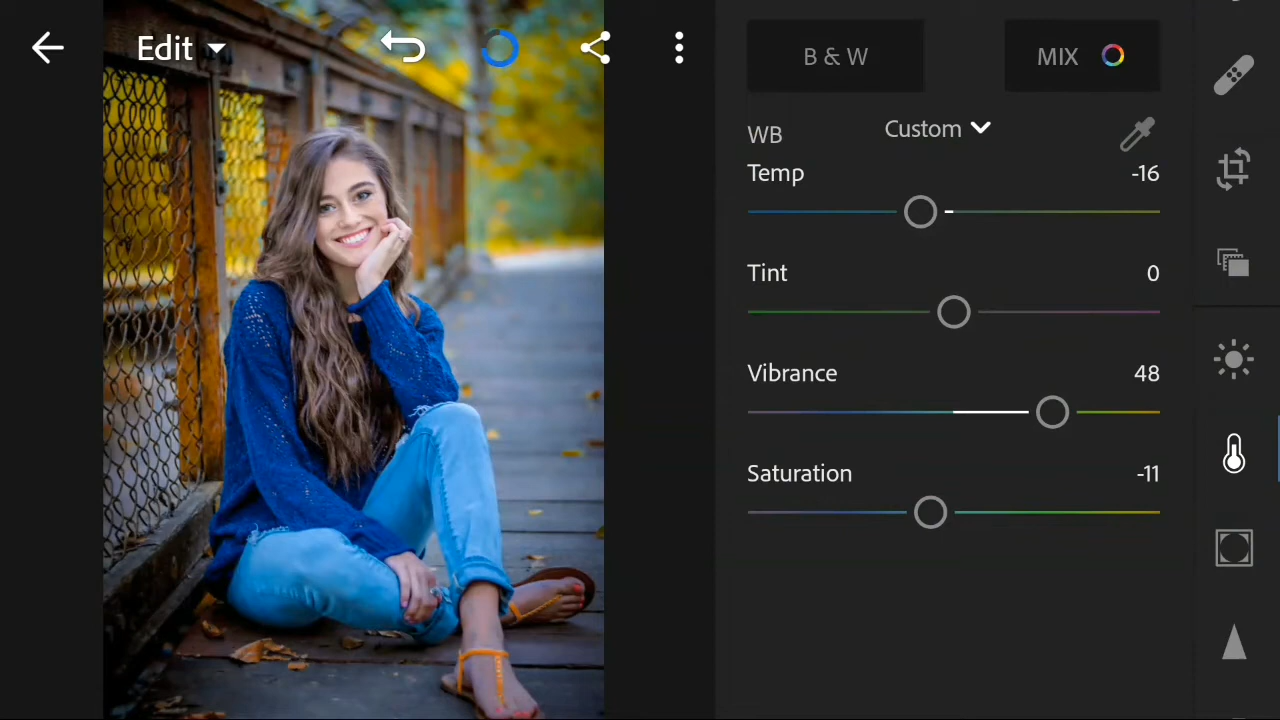 Edit
B & W
MIX
WB
Custom
Temp
-16
Tint
0
Vibrance
48
Saturation
-11